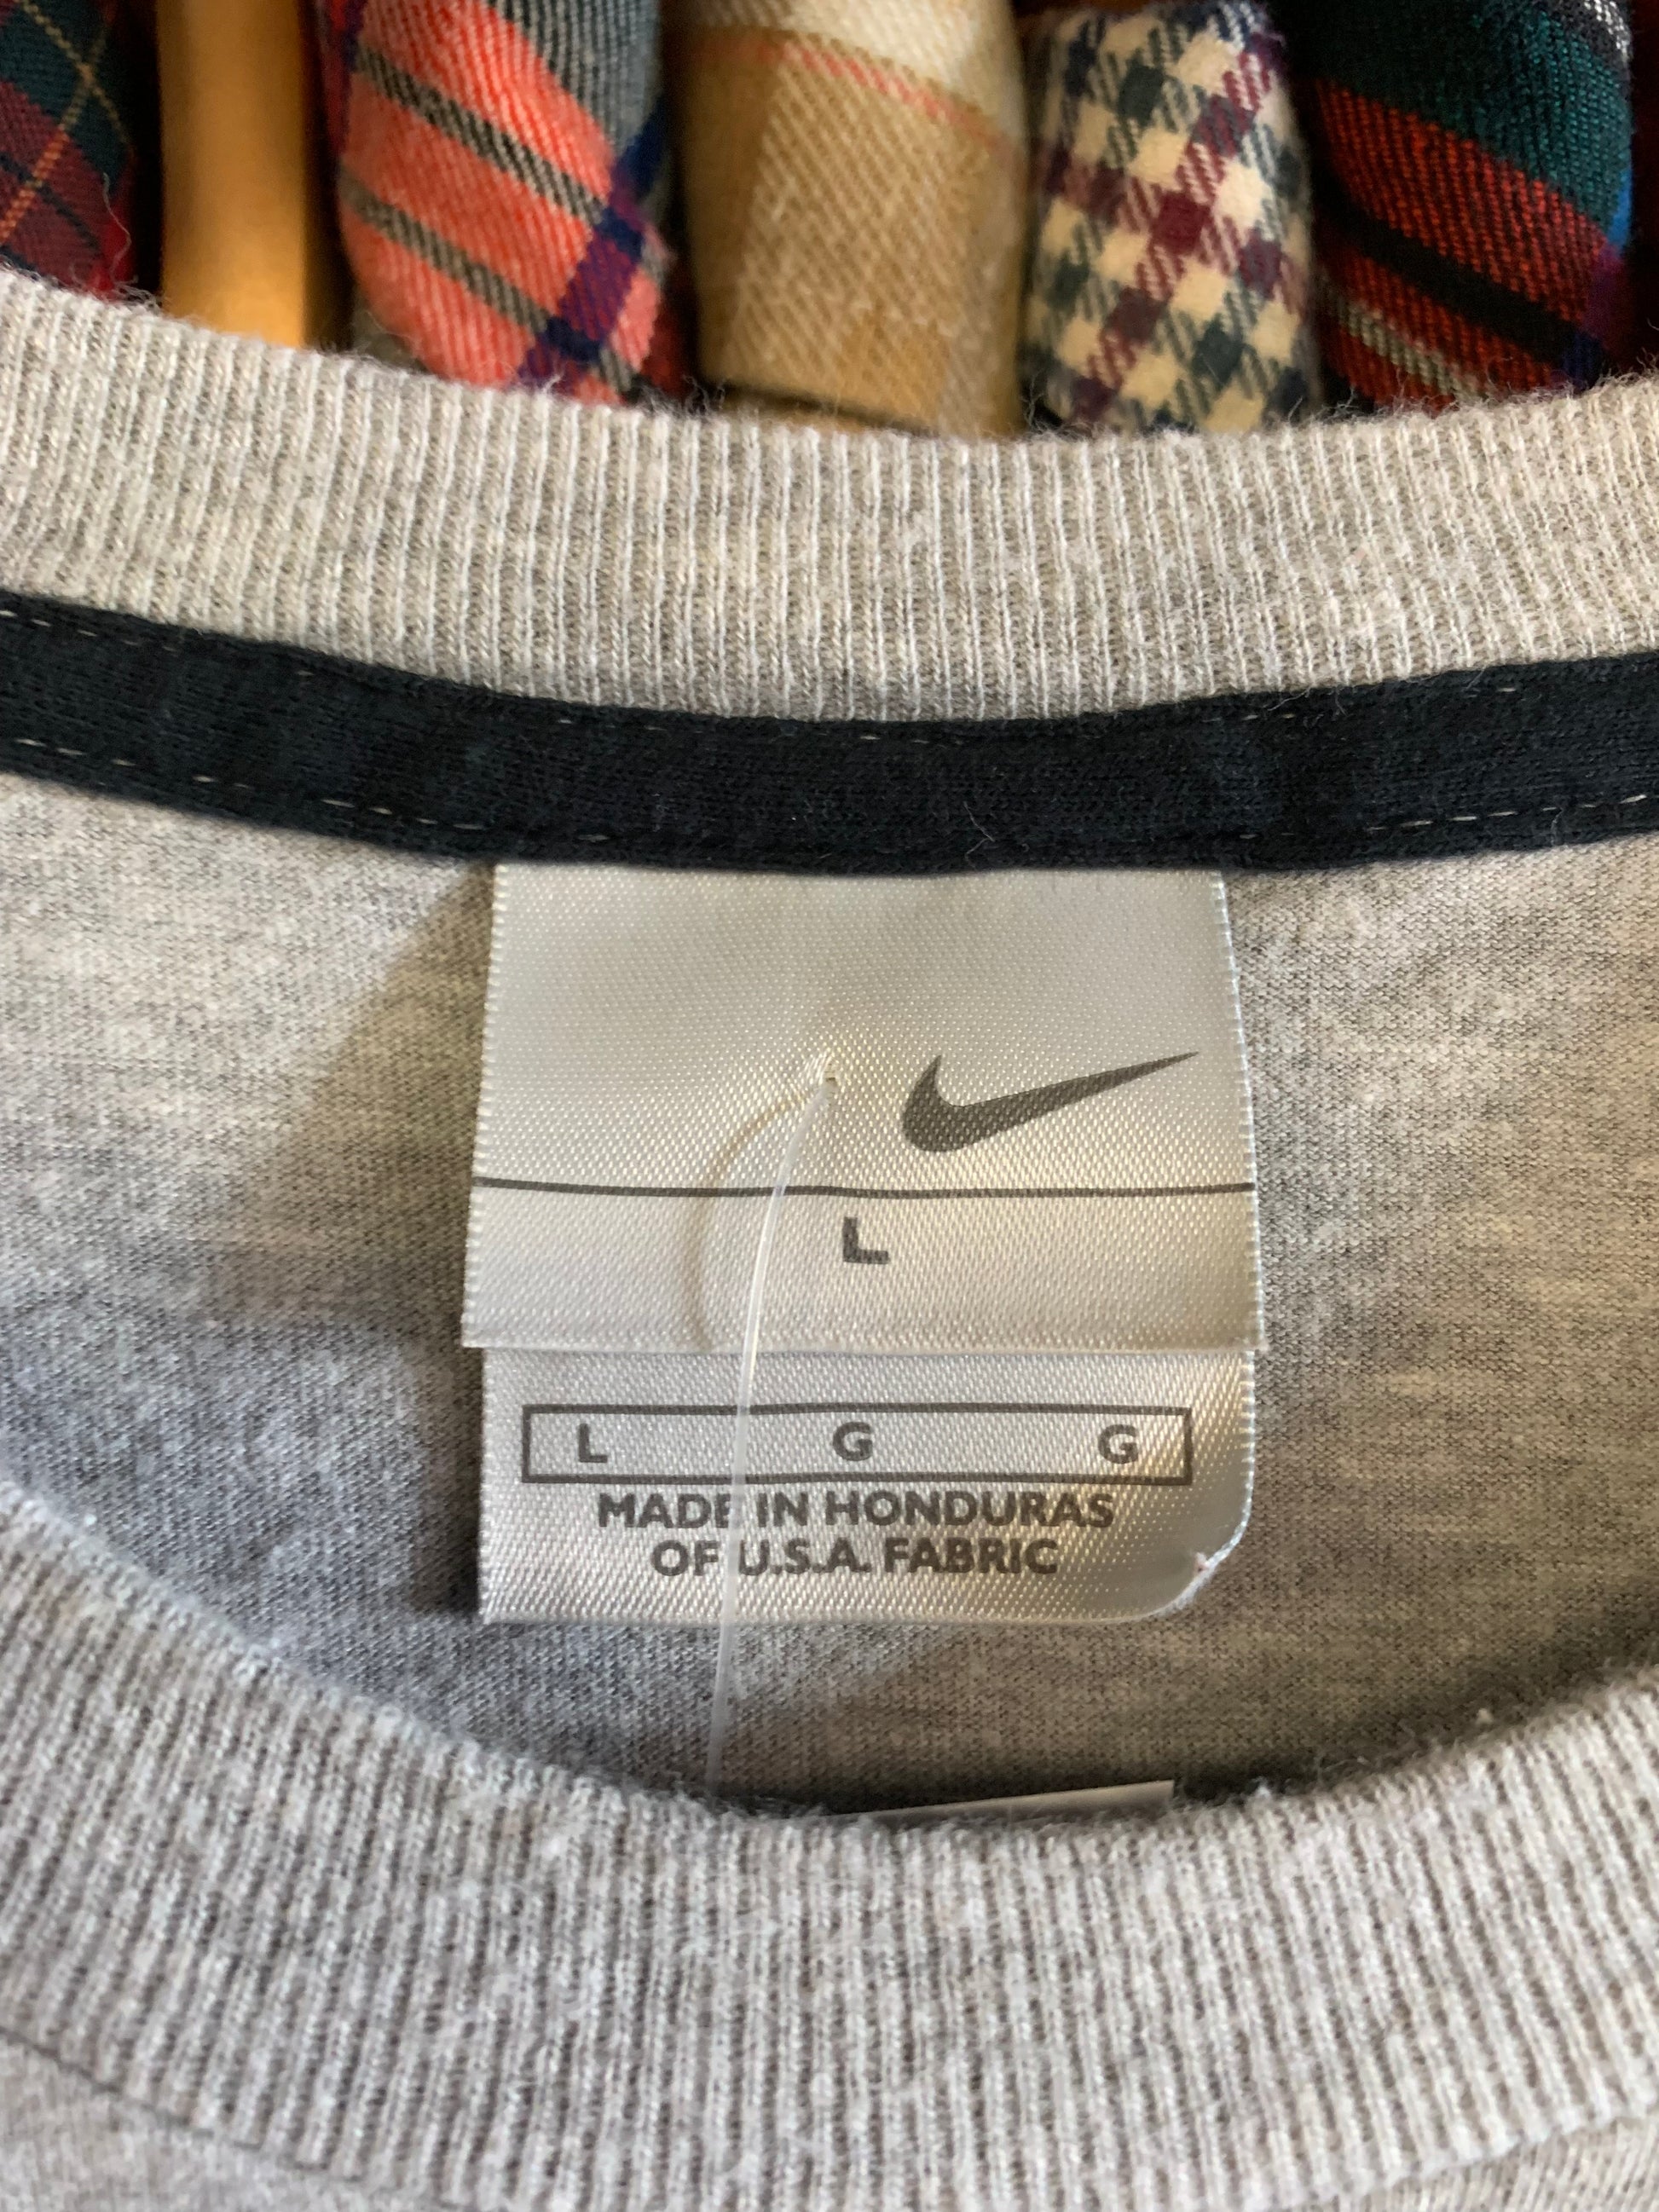 L
L G G
MADE IN HONDURAS
OF U.S.A. FABRIC